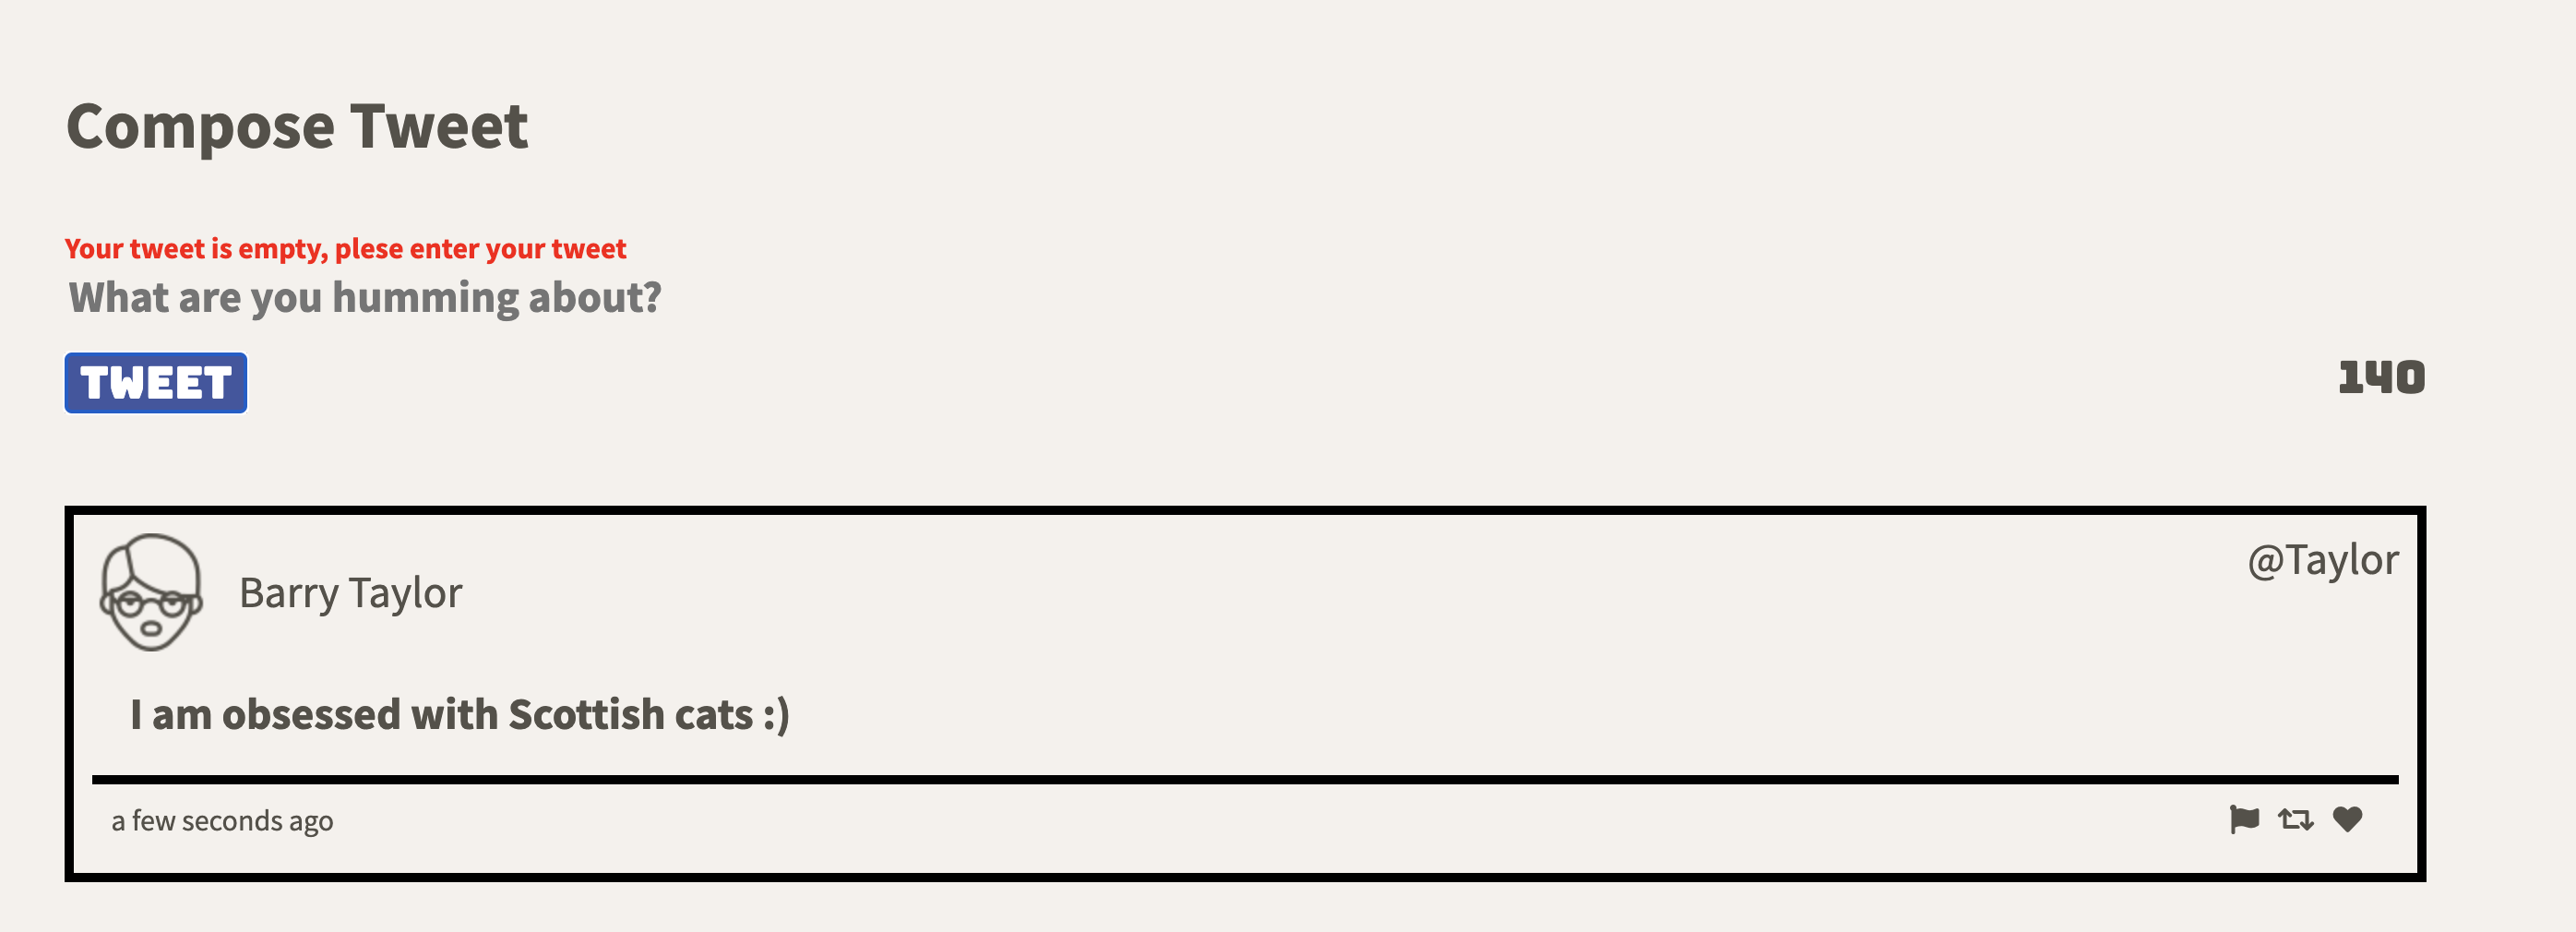 Compose Tweet
Your tweet is empty, plese enter your tweet
What are you humming about?
TWEET
140
Barry Taylor
@Taylor
I am obsessed with Scottish cats :)
a few seconds ago